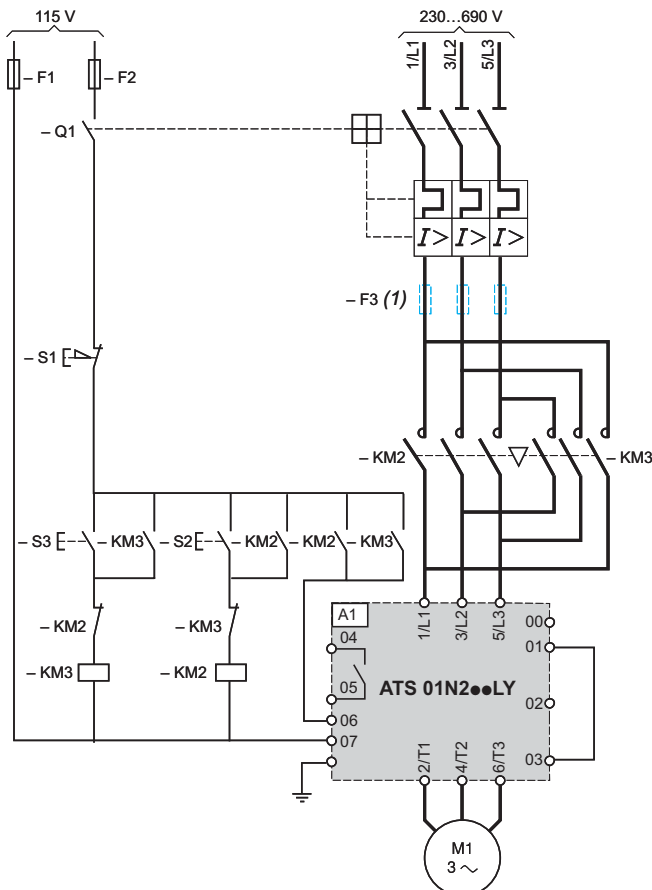 115 V
230...690 V
1/L1
3/L2
5/L3
– F1
– F2
– Q1
I>
I>
I>
– F3 (1)
– S1
– KM2
– KM3
– S3
– KM3
– S2
– KM2
– KM2
– KM3
– KM2
– KM3
– KM3
– KM2
A1
1/L1
3/L2
5/L3
00
04
01
05
ATS 01N2●●LY
02
06
07
03
2/T1
4/T2
6/T3
M1
3 ~